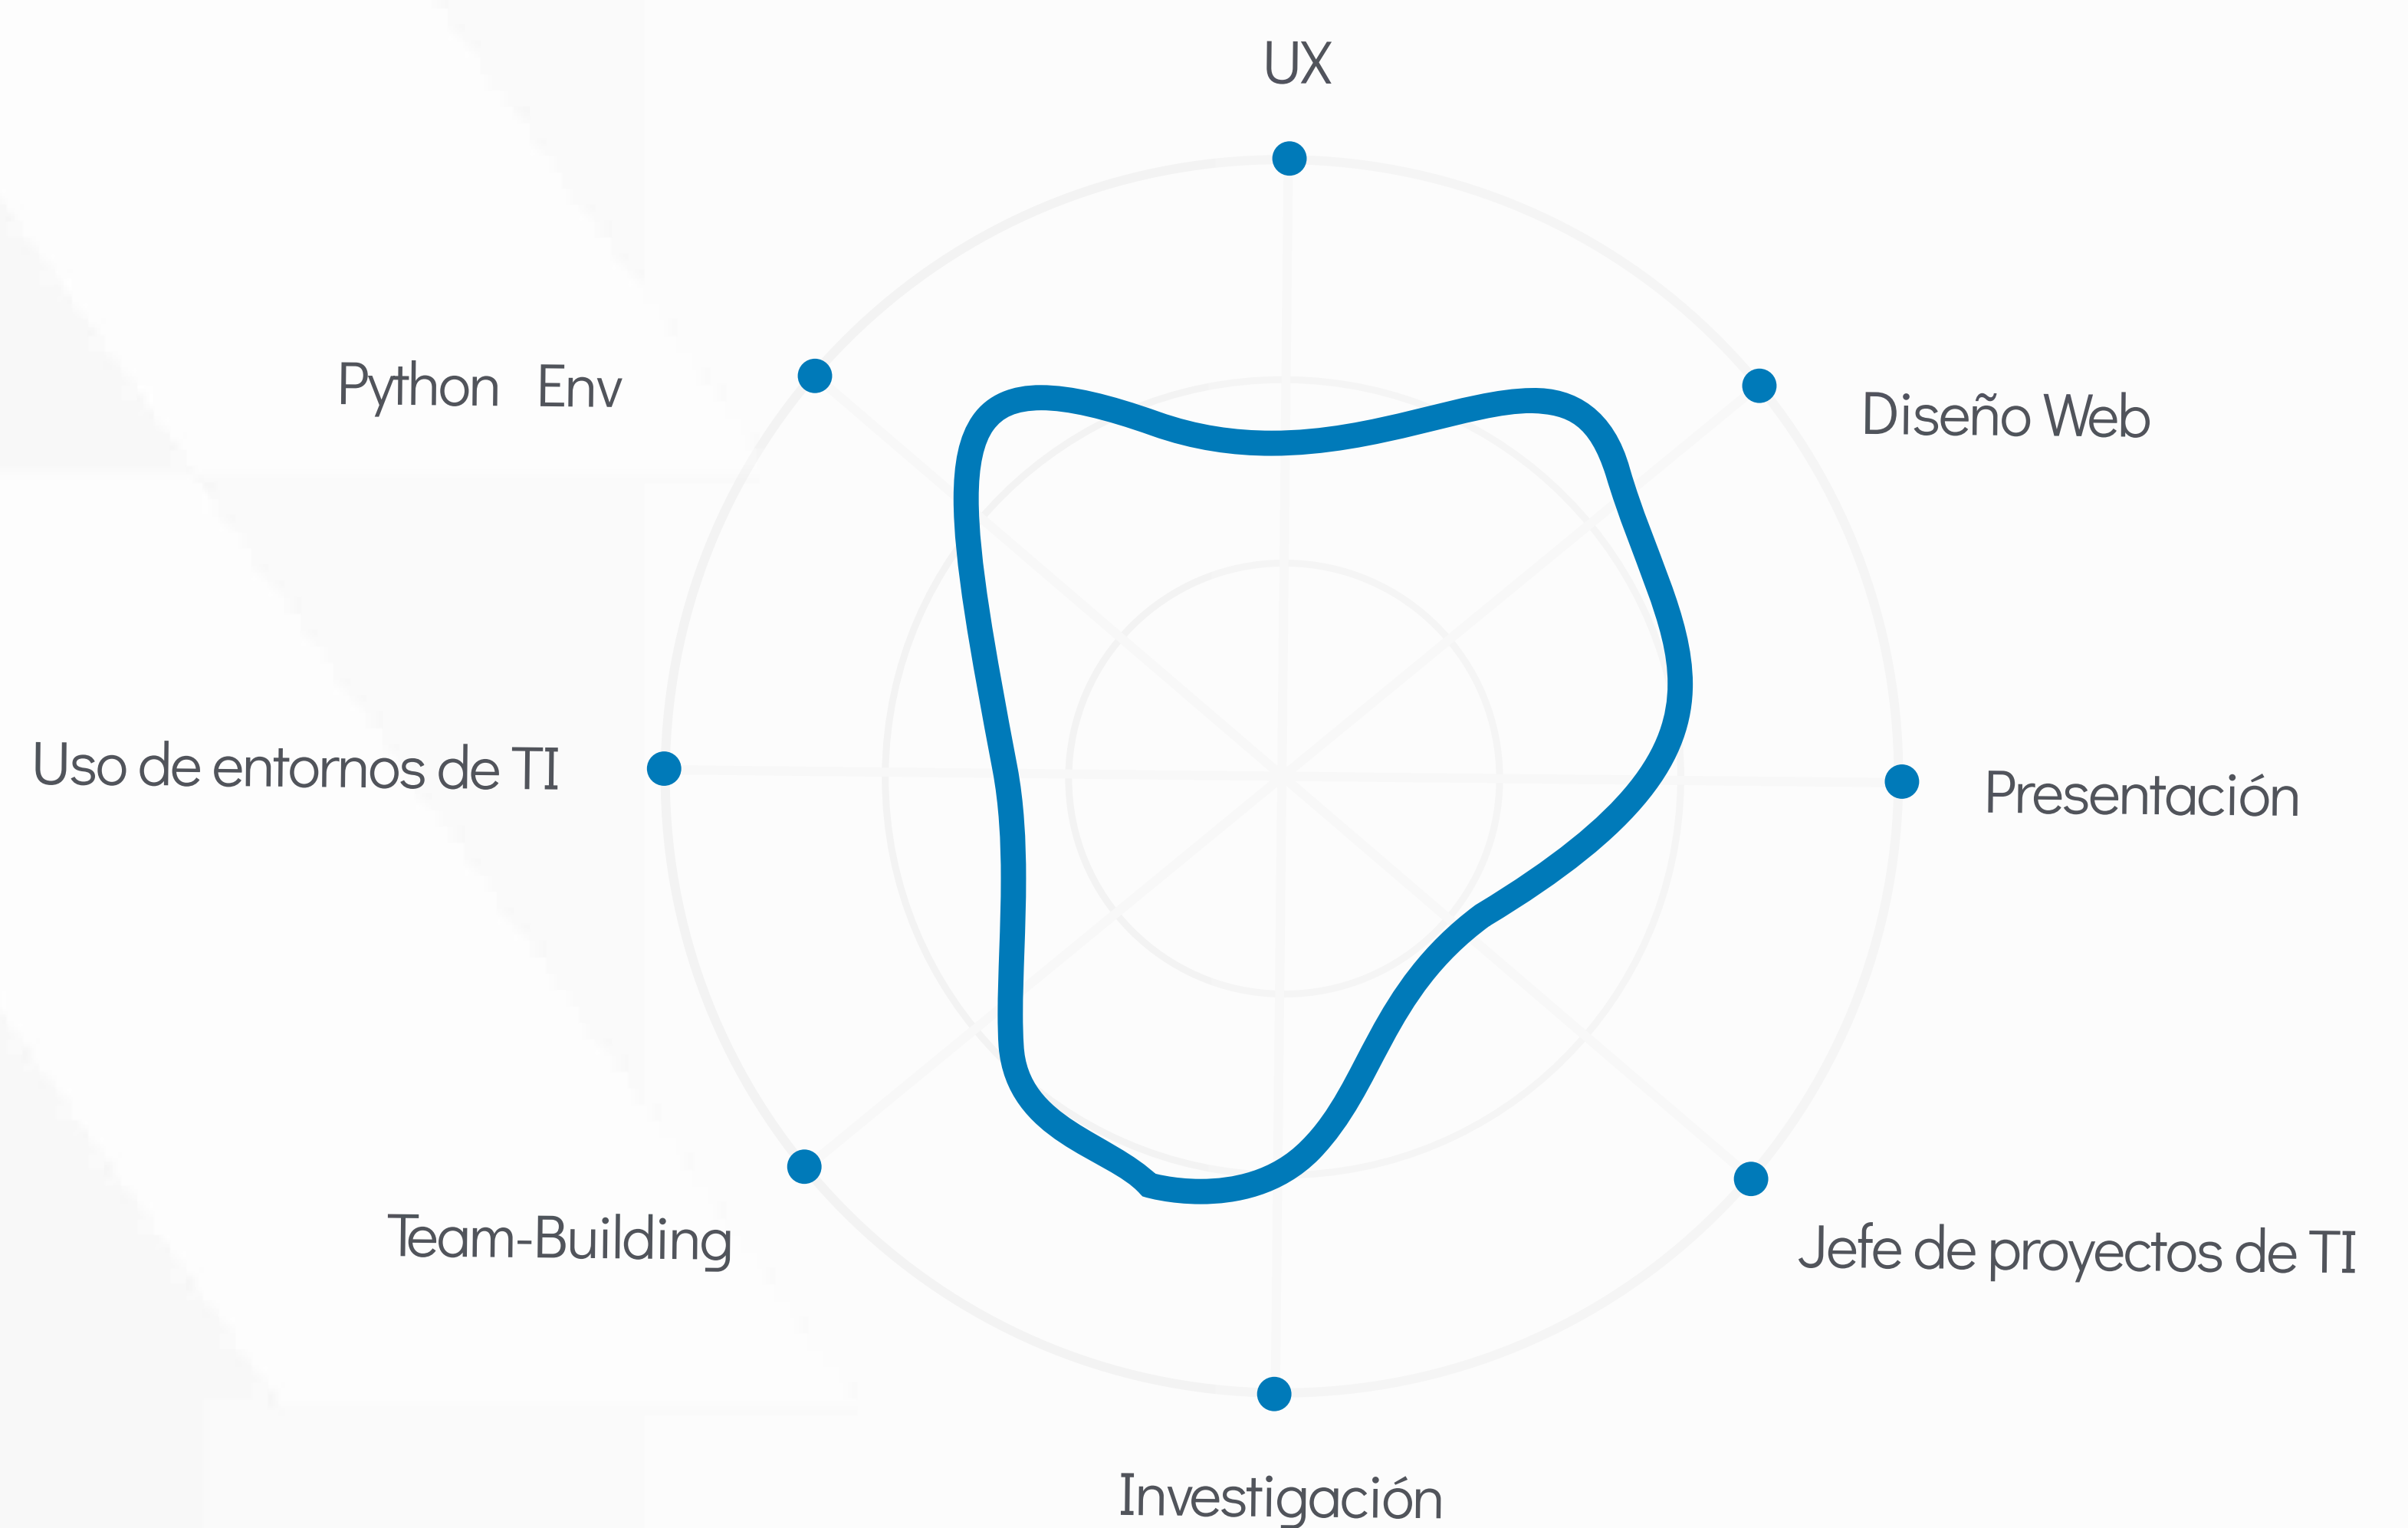 UX
Python Env
Diseño Web
Uso de entornos de TI
Presentación
Team-Building
Jefe de proyectos de TI
Investigación